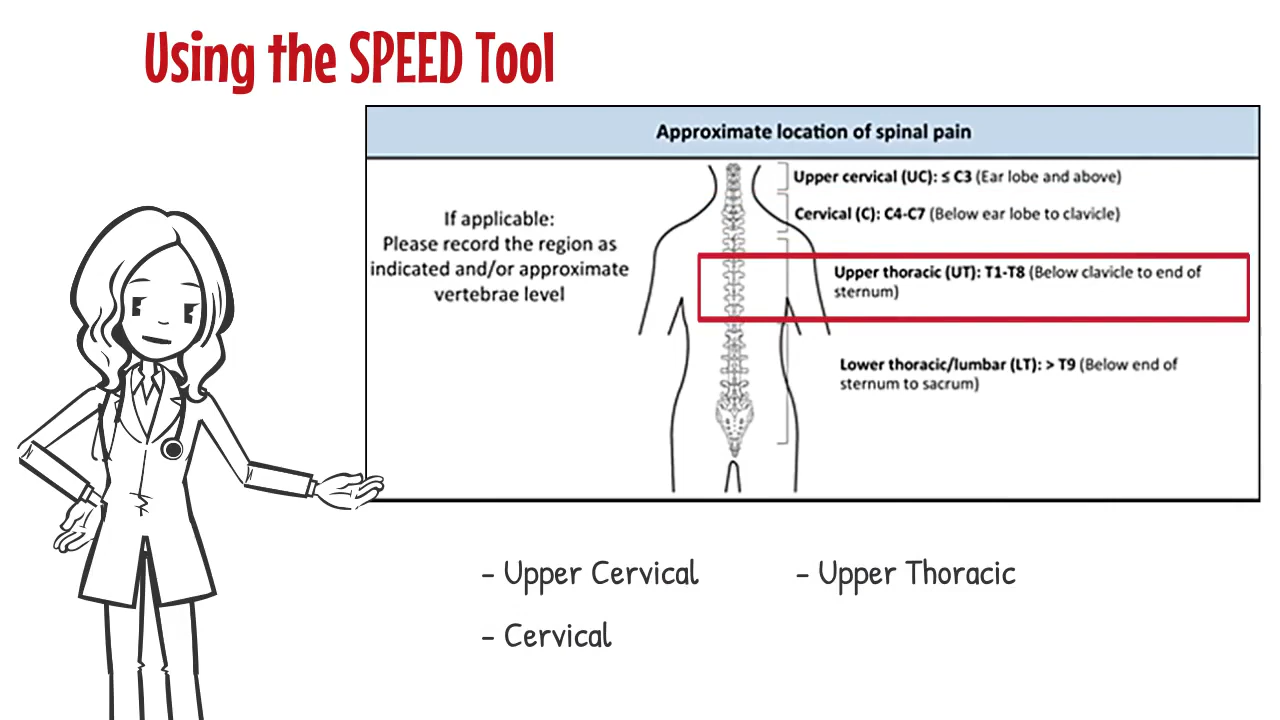 Using the SPEED Tool
Approximate location of spinal pain
If applicable:
Please record the region as
indicated and/or approximate
vertebrae level
Upper cervical (UC): ≤ C3 (Ear lobe and above)
Cervical (C): C4-C7 (Below ear lobe to clavicle)
Upper thoracic (UT): T1-T8 (Below clavicle to end of
sternum)
Lower thoracic/lumbar (LT): > T9 (Below end of
sternum to sacrum)
- Upper Cervical
- Cervical
- Upper Thoracic